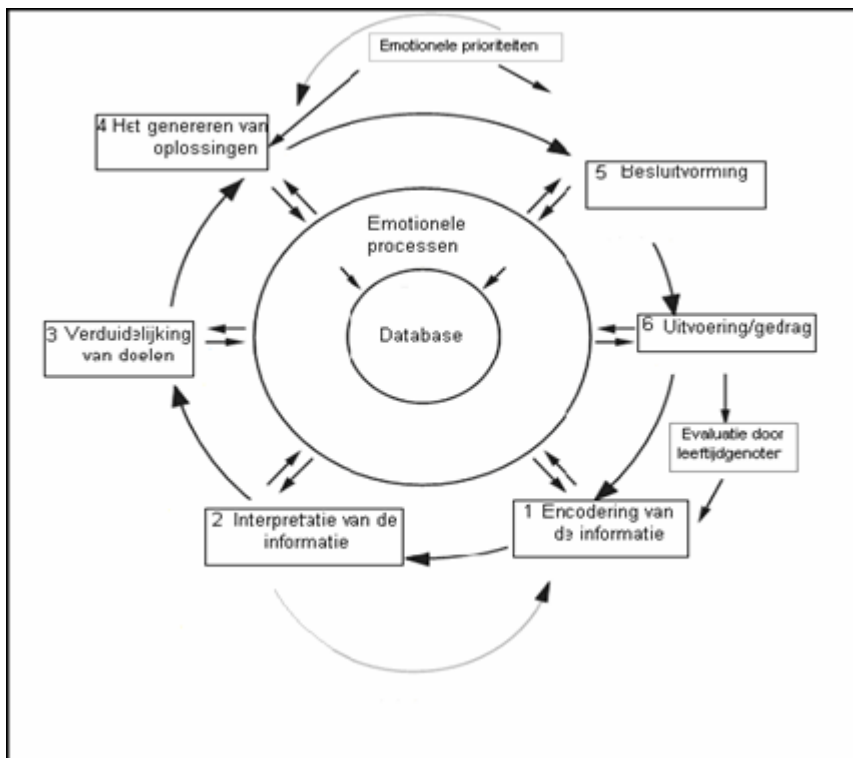 Emotionele prioriteiten
4 Het genereren van
oplossingen
5 Besluitvorming
Emotionele
processen
Database
3 Verduidelijking
van doelen
6 Uitvoering/gedrag
Evaluatie door
leeftijdgenoter
2 Interpretatie van de
informatie
1 Encodering van
de informatie